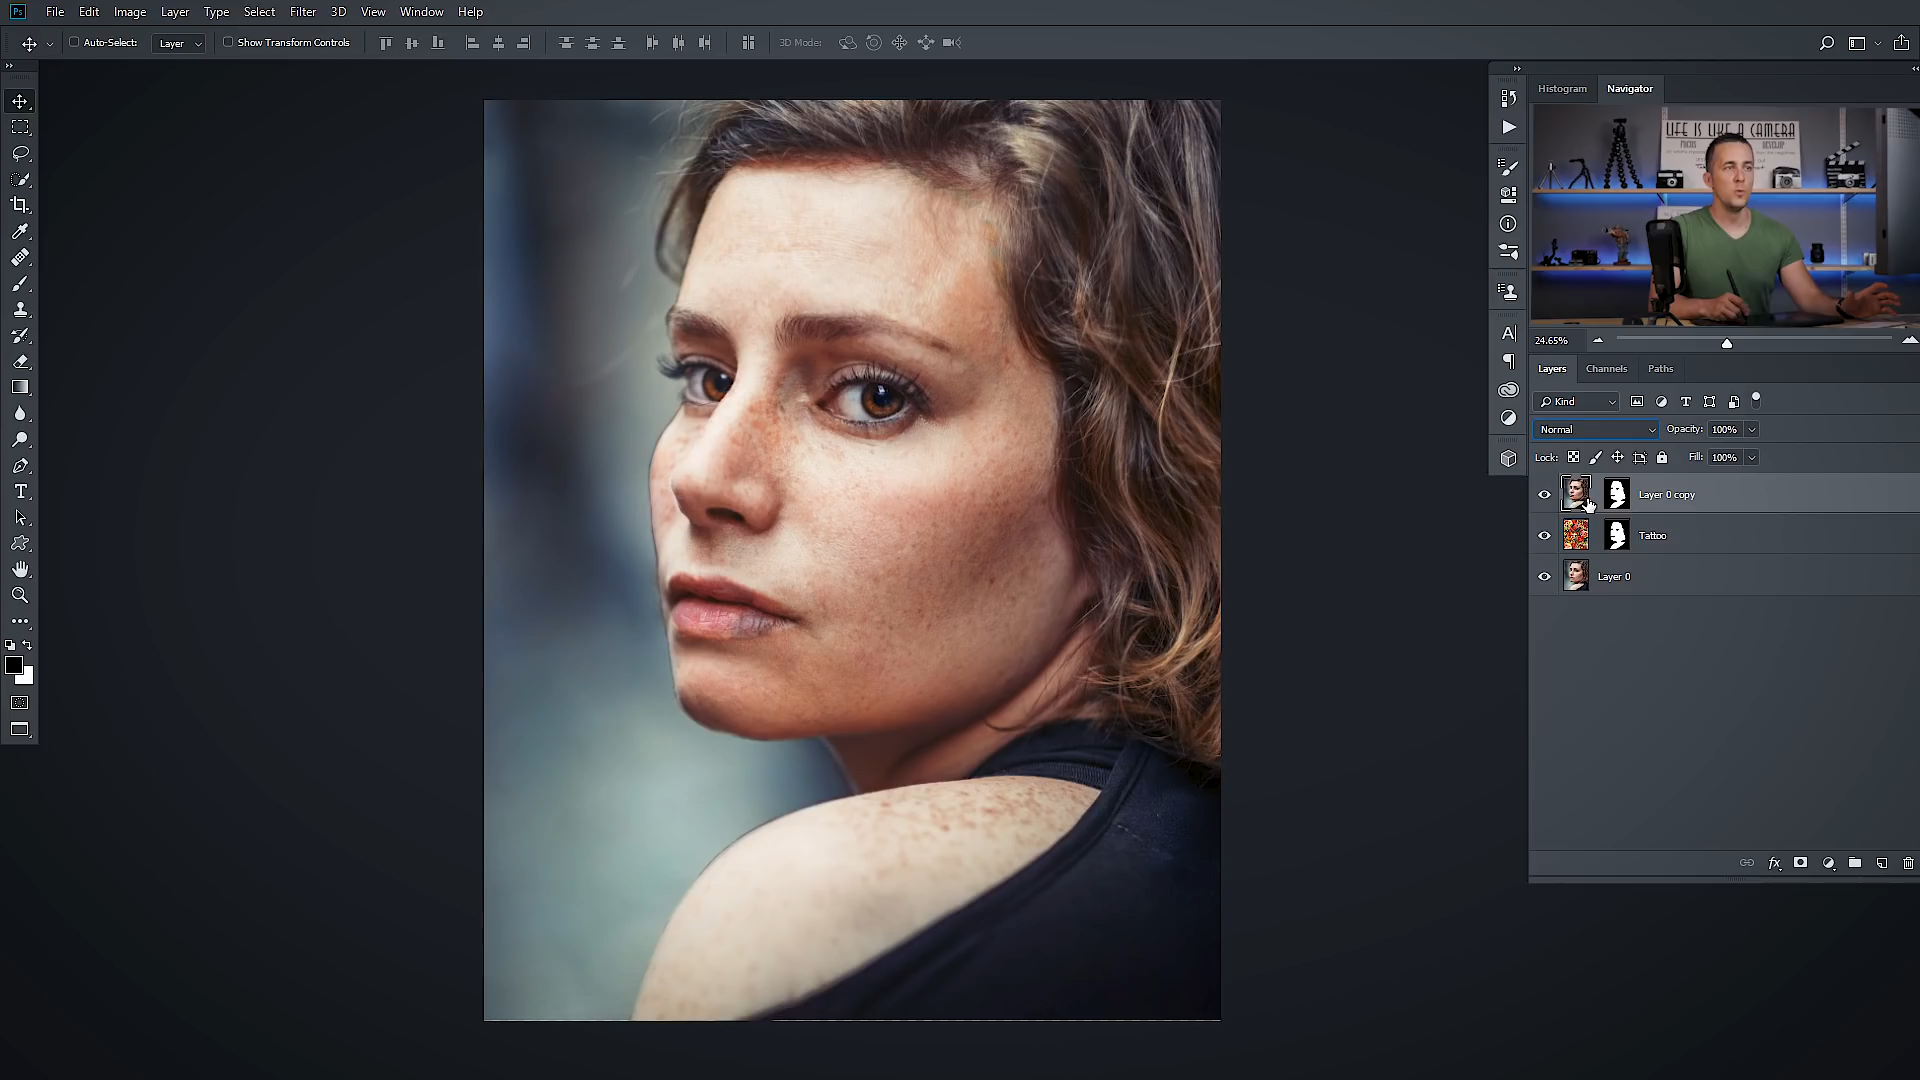 Ps File Edit Image Layer Type Select Filter 3D View Window Help
Auto-Select: Layer Show Transform Controls 3D Mode:
Histogram Navigator
LIFE IS LIKE A CAMERA
FOCUS DEVELOP
24.65%
Layers Channels Paths
Kind
Normal Opacity: 100%
Lock: Fill: 100%
Layer 0 copy
Tattoo
Layer 0